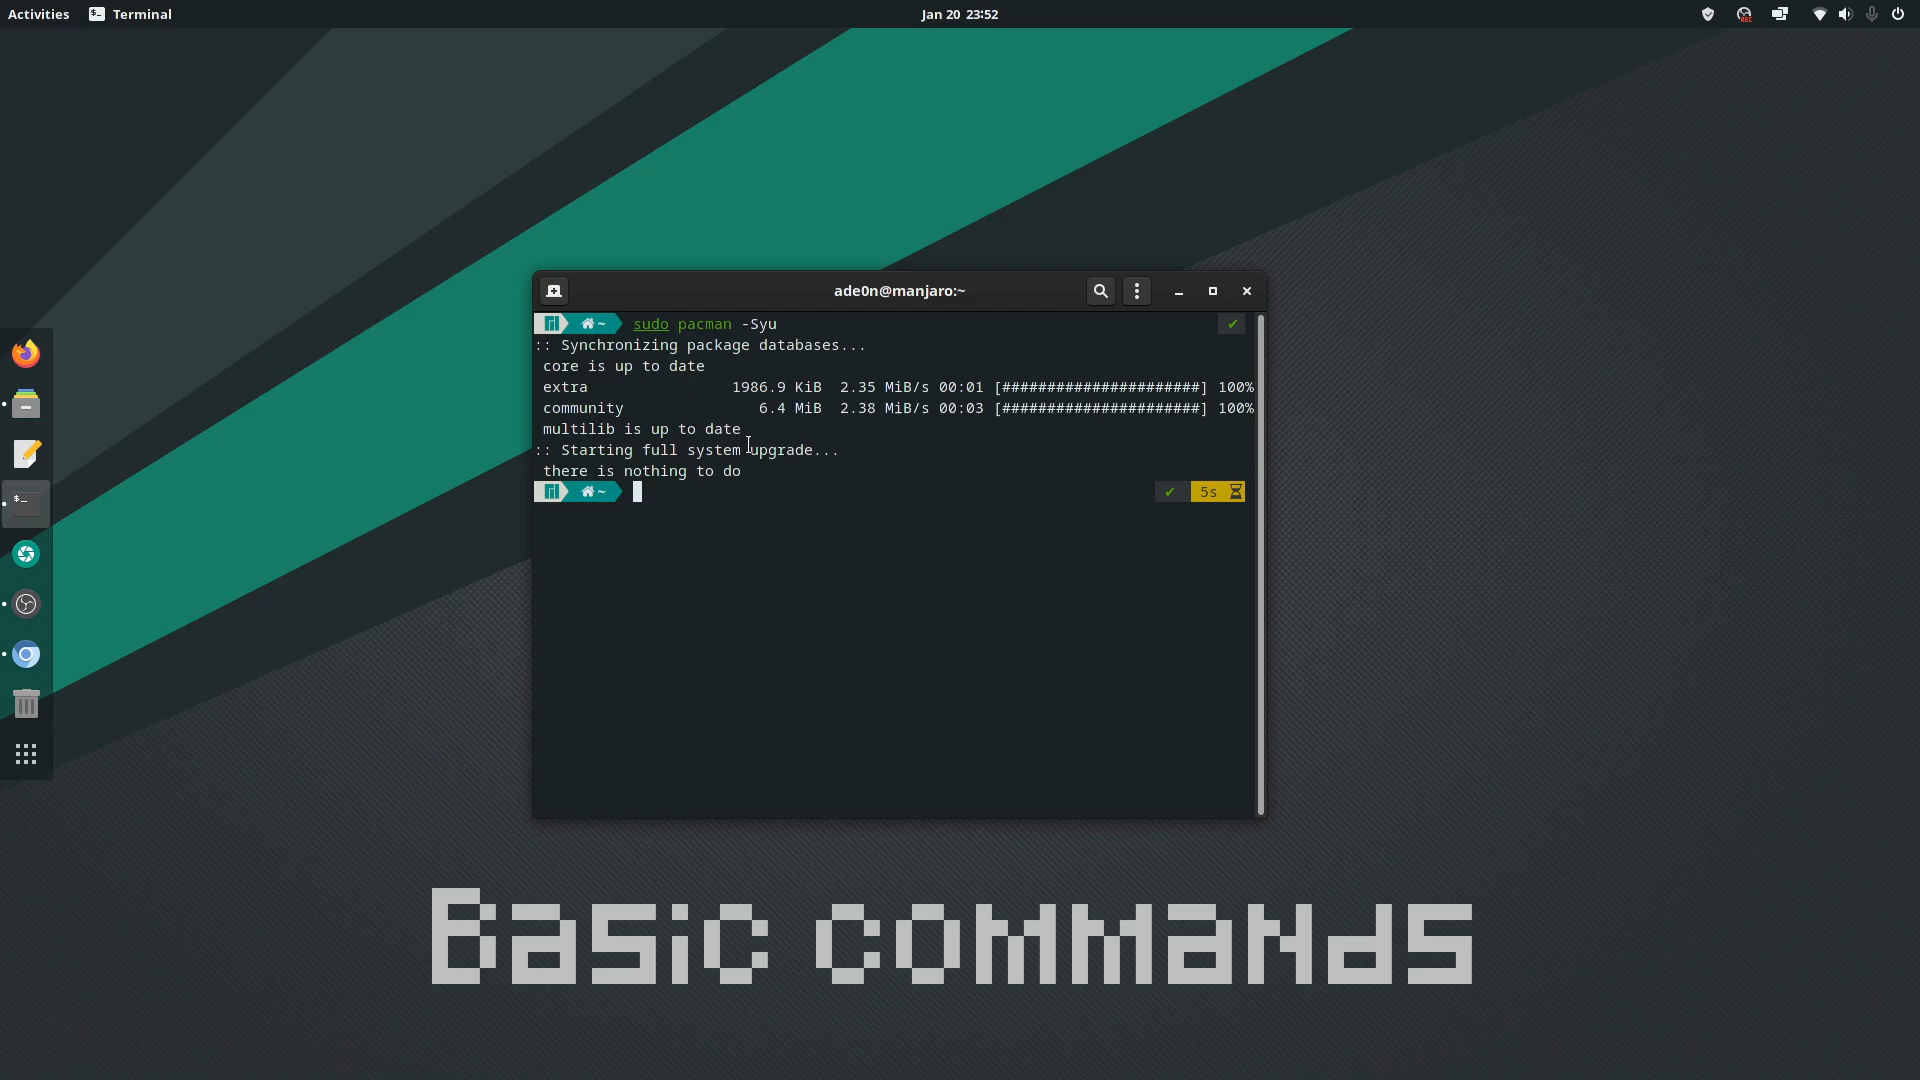 Activities Terminal Jan 20 23:52 REC
ade0n@manjaro:~
~ sudo pacman -Syu
:: Synchronizing package databases...
core is up to date
extra 1986.9 KiB 2.35 MiB/s 00:01 [######################] 100%
community 6.4 MiB 2.38 MiB/s 00:03 [######################] 100%
multilib is up to date
:: Starting full system upgrade...
there is nothing to do
~ 5s
$-
Basic commands